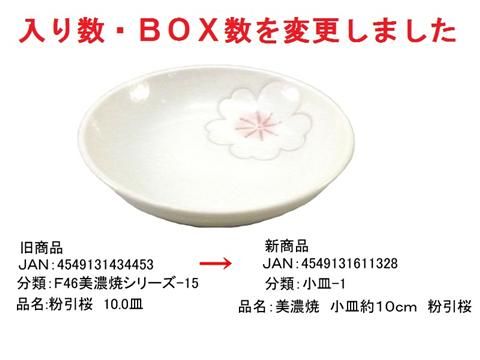 入り数・ＢＯＸ数を変更しました
旧商品
ＪＡＮ：4549131434453
分類：F46美濃焼シリーズ-15
品名：粉引桜　10.0皿
→
新商品
ＪＡＮ：4549131611328
分類：小皿-1
品名：美濃焼　小皿約１０ｃｍ　粉引桜